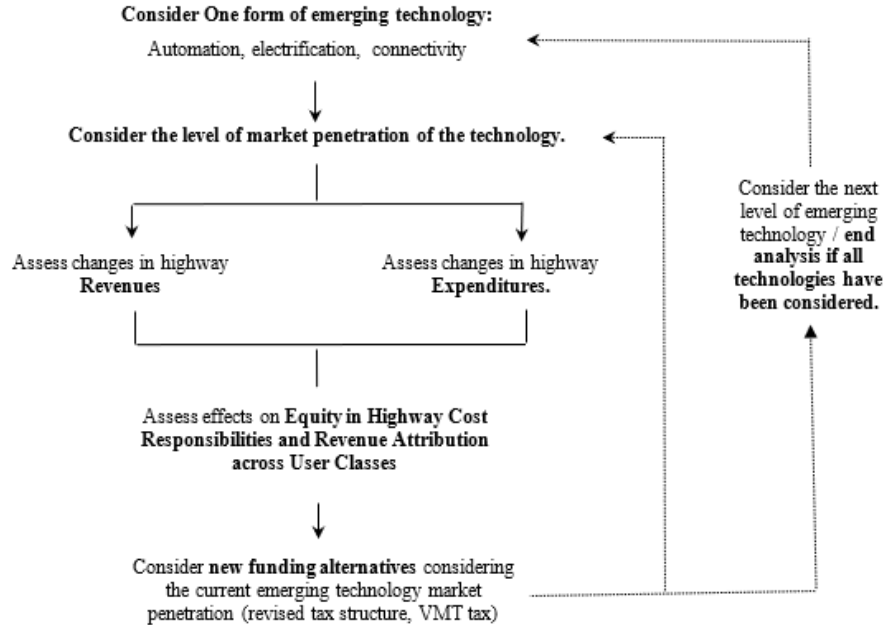 Consider One form of emerging technology:
Automation, electrification, connectivity
Consider the level of market penetration of the technology.
Assess changes in highway
Revenues
Assess changes in highway
Expenditures.
Consider the next
level of emerging
technology / end
analysis if all
technologies have
been considered.
Assess effects on Equity in Highway Cost
Responsibilities and Revenue Attribution
across User Classes
Consider new funding alternatives considering
the current emerging technology market
penetration (revised tax structure, VMT tax)